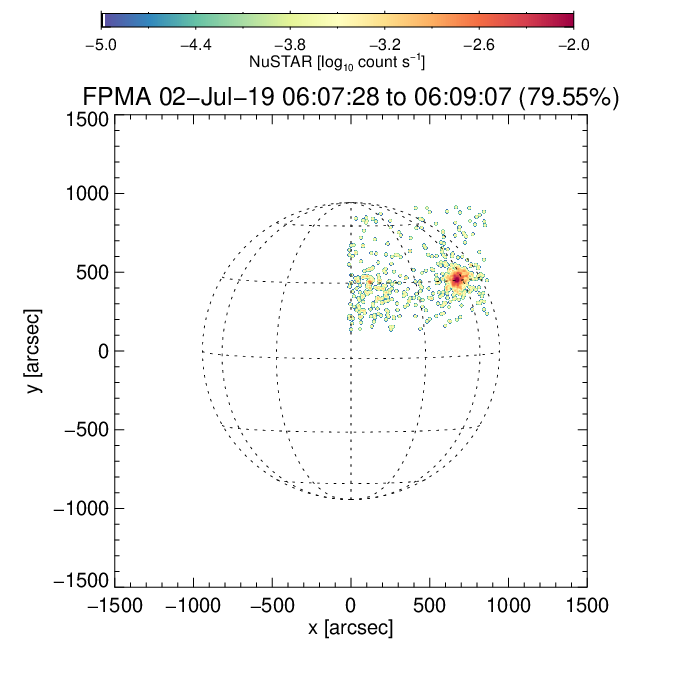 −5.0 −4.4 −3.8 −3.2 −2.6 −2.0
NuSTAR [log₁₀ count s⁻¹]
FPMA 02−Jul−19 06:07:28 to 06:09:07 (79.55%)
1500
1000
500
0
−500
−1000
−1500
y [arcsec]
−1500 −1000 −500 0 500 1000 1500
x [arcsec]